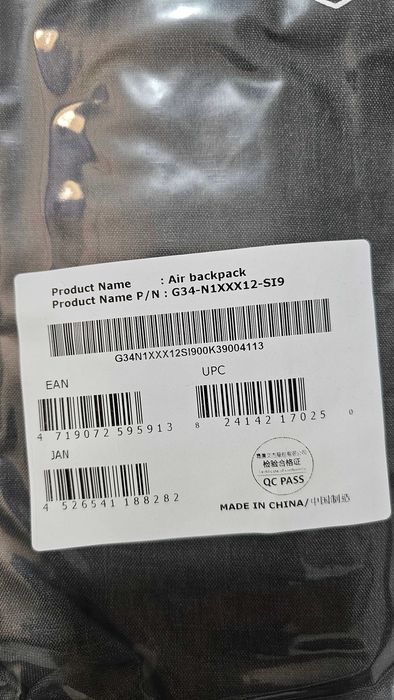 Product Name : Air backpack
Product Name P/N : G34-N1XXX12-SI9
G34N1XXX12SI900K39004113
EAN
UPC
4 719072 595913
8 24142 17025 0
JAN
4 526541 188282
检验合格证
QC PASS
MADE IN CHINA/中国制造